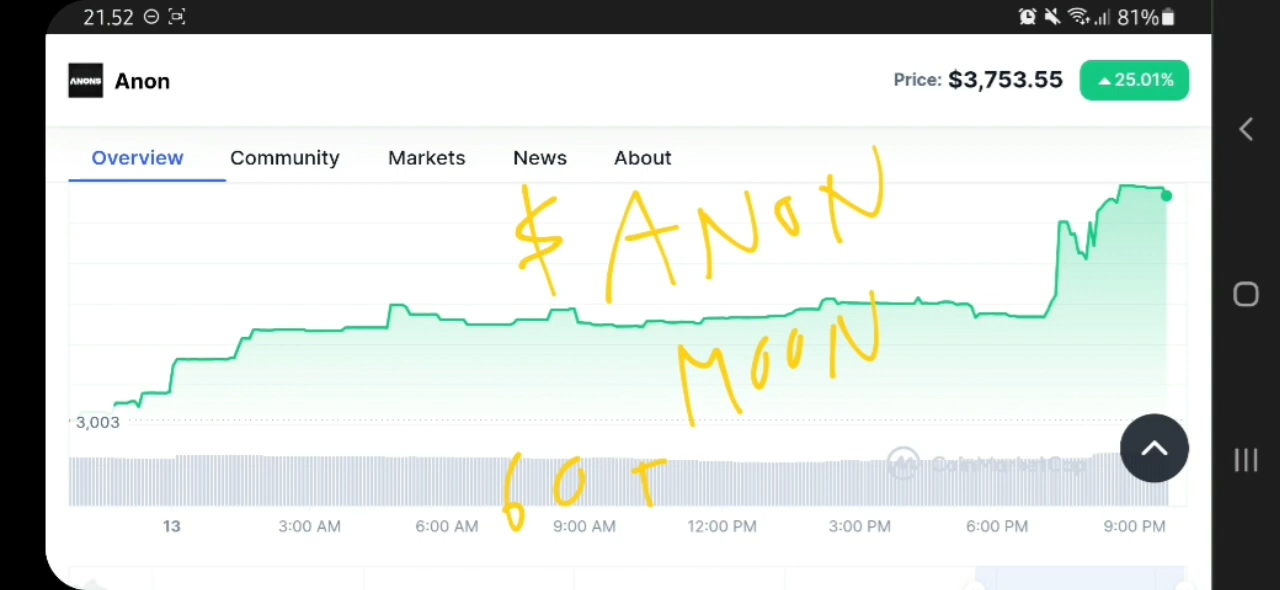 21.52 81%
ANONS Anon Price: $3,753.55 25.01%
Overview Community Markets News About
$ ANON
MOON
3,003
CoinMarketCap
13 3:00 AM 6:00 AM 9:00 AM 12:00 PM 3:00 PM 6:00 PM 9:00 PM